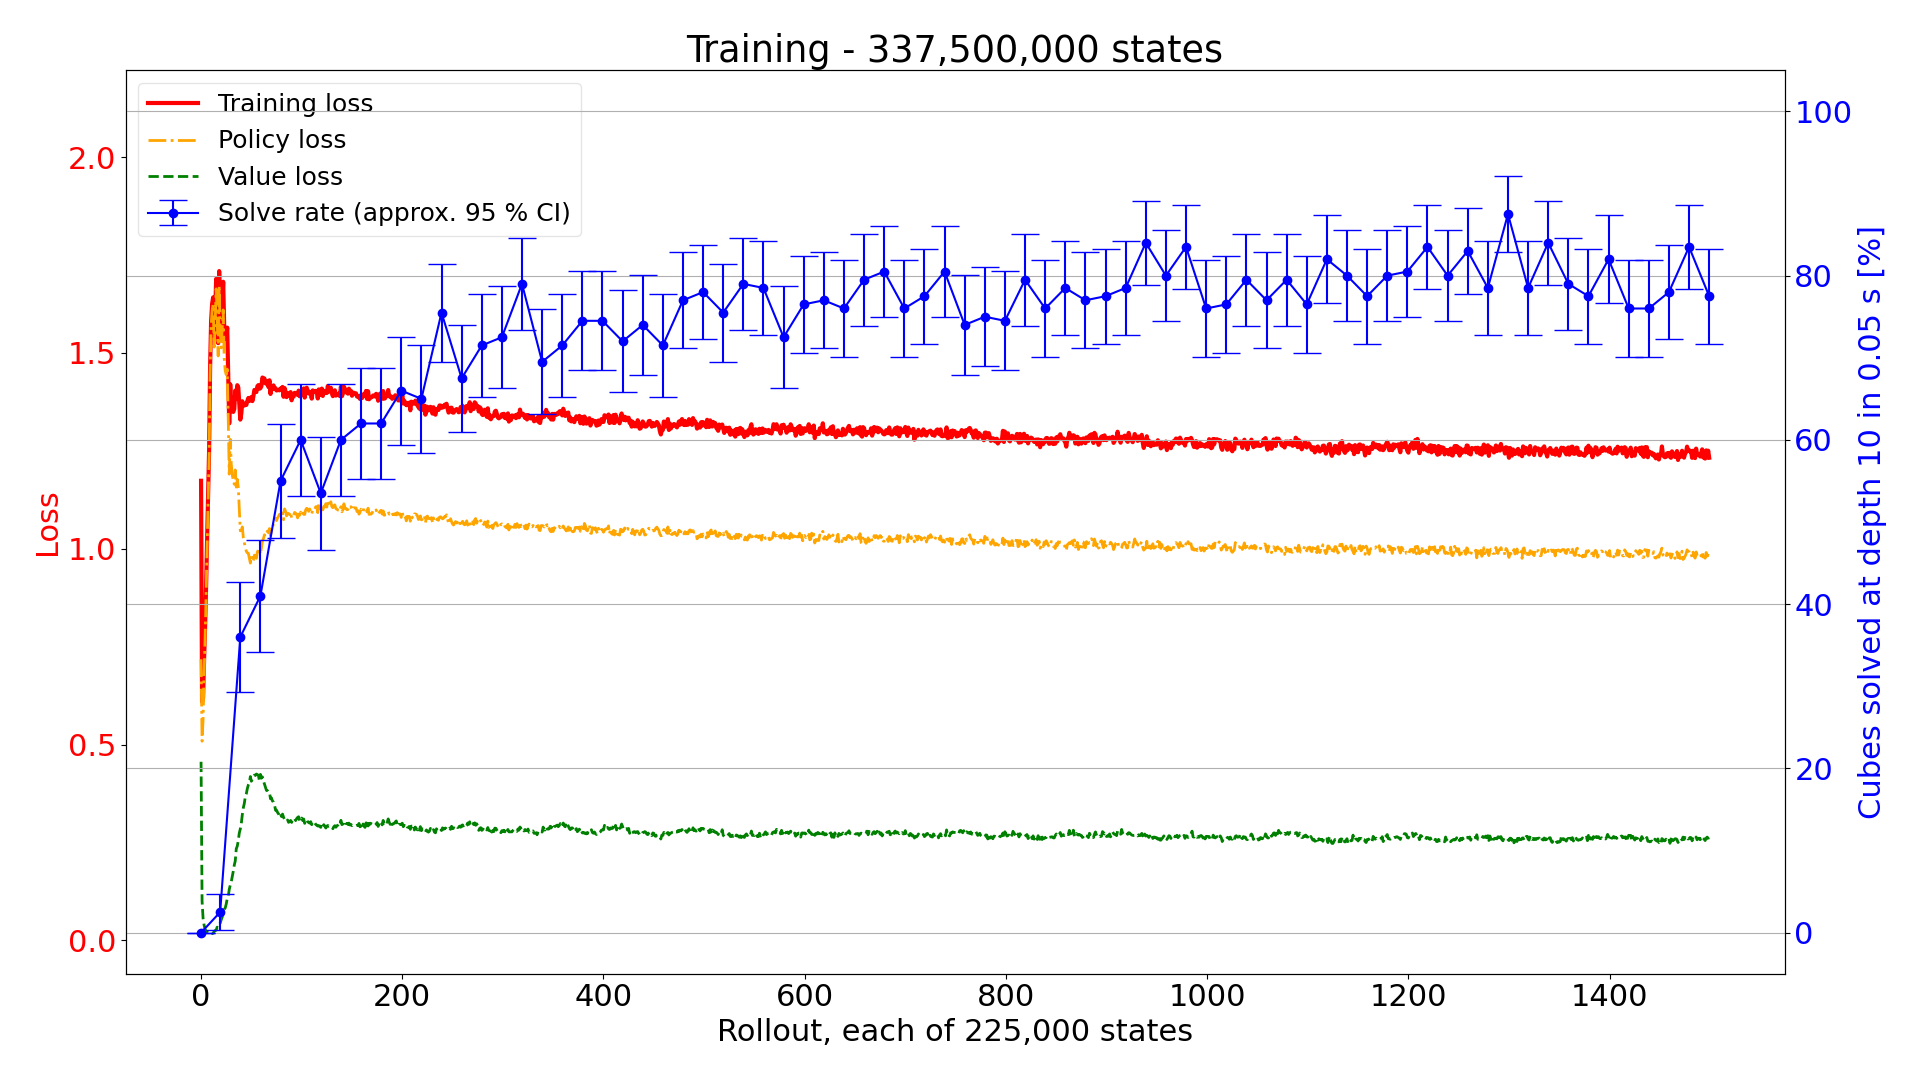 Training - 337,500,000 states
Training loss
Policy loss
Value loss
Solve rate (approx. 95 % CI)
Loss
2.0
1.5
1.0
0.5
0.0
100
80
60
40
20
0
Cubes solved at depth 10 in 0.05 s [%]
0 200 400 600 800 1000 1200 1400
Rollout, each of 225,000 states